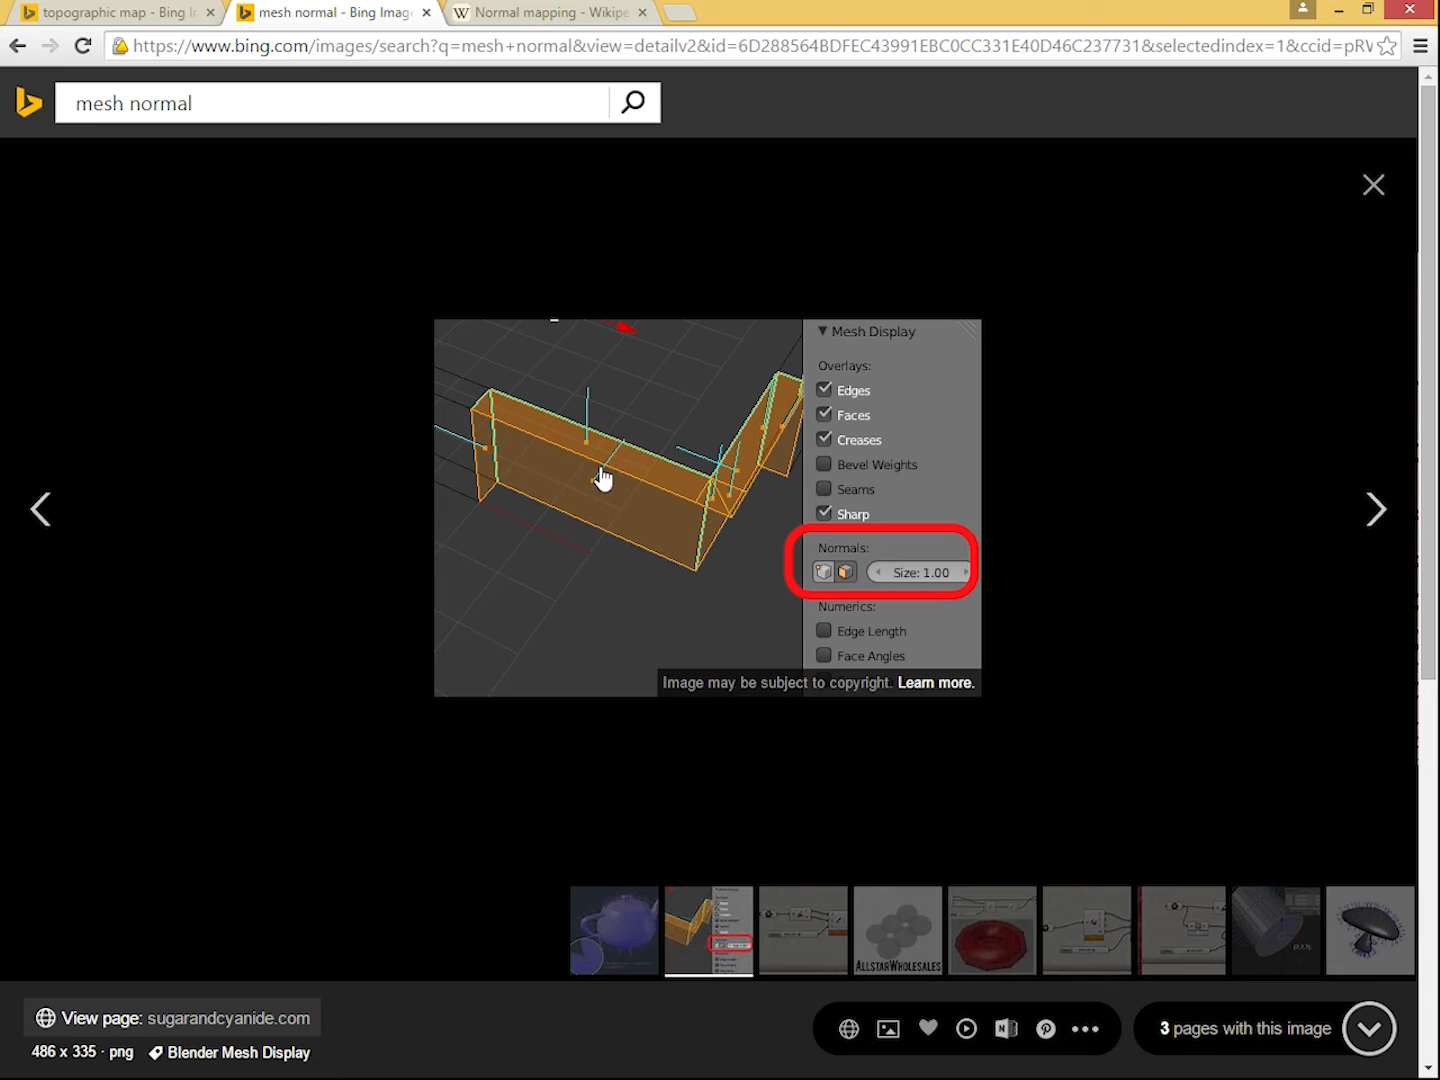 topographic map - Bing I
mesh normal - Bing Imag
Normal mapping - Wikipe
https://www.bing.com/images/search?q=mesh+normal&view=detailv2&id=6D288564BDFEC43991EBC0CC331E40D46C237731&selectedindex=1&ccid=pRV
mesh normal
Mesh Display
Overlays:
Edges
Faces
Creases
Bevel Weights
Seams
Sharp
Normals:
Size: 1.00
Numerics:
Edge Length
Face Angles
Image may be subject to copyright. Learn more.
ALLSTARWHOLESALES
View page: sugarandcyanide.com
3 pages with this image
486 x 335 · png Blender Mesh Display